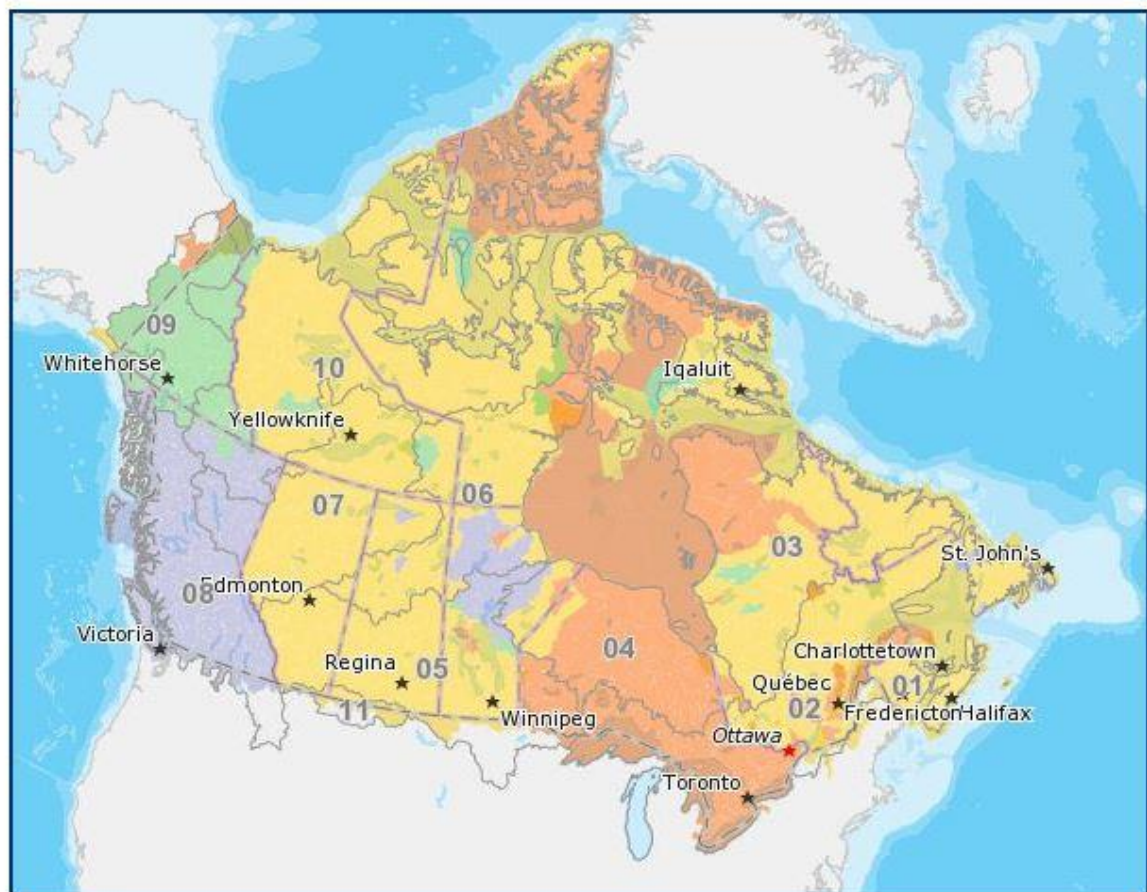 09
Whitehorse
10
Yellowknife
Iqaluit
07
06
03
St. John's
Edmonton
08
Victoria
04
Charlottetown
Regina
05
Québec
01
11
Winnipeg
02
Fredericton
Halifax
Ottawa
Toronto